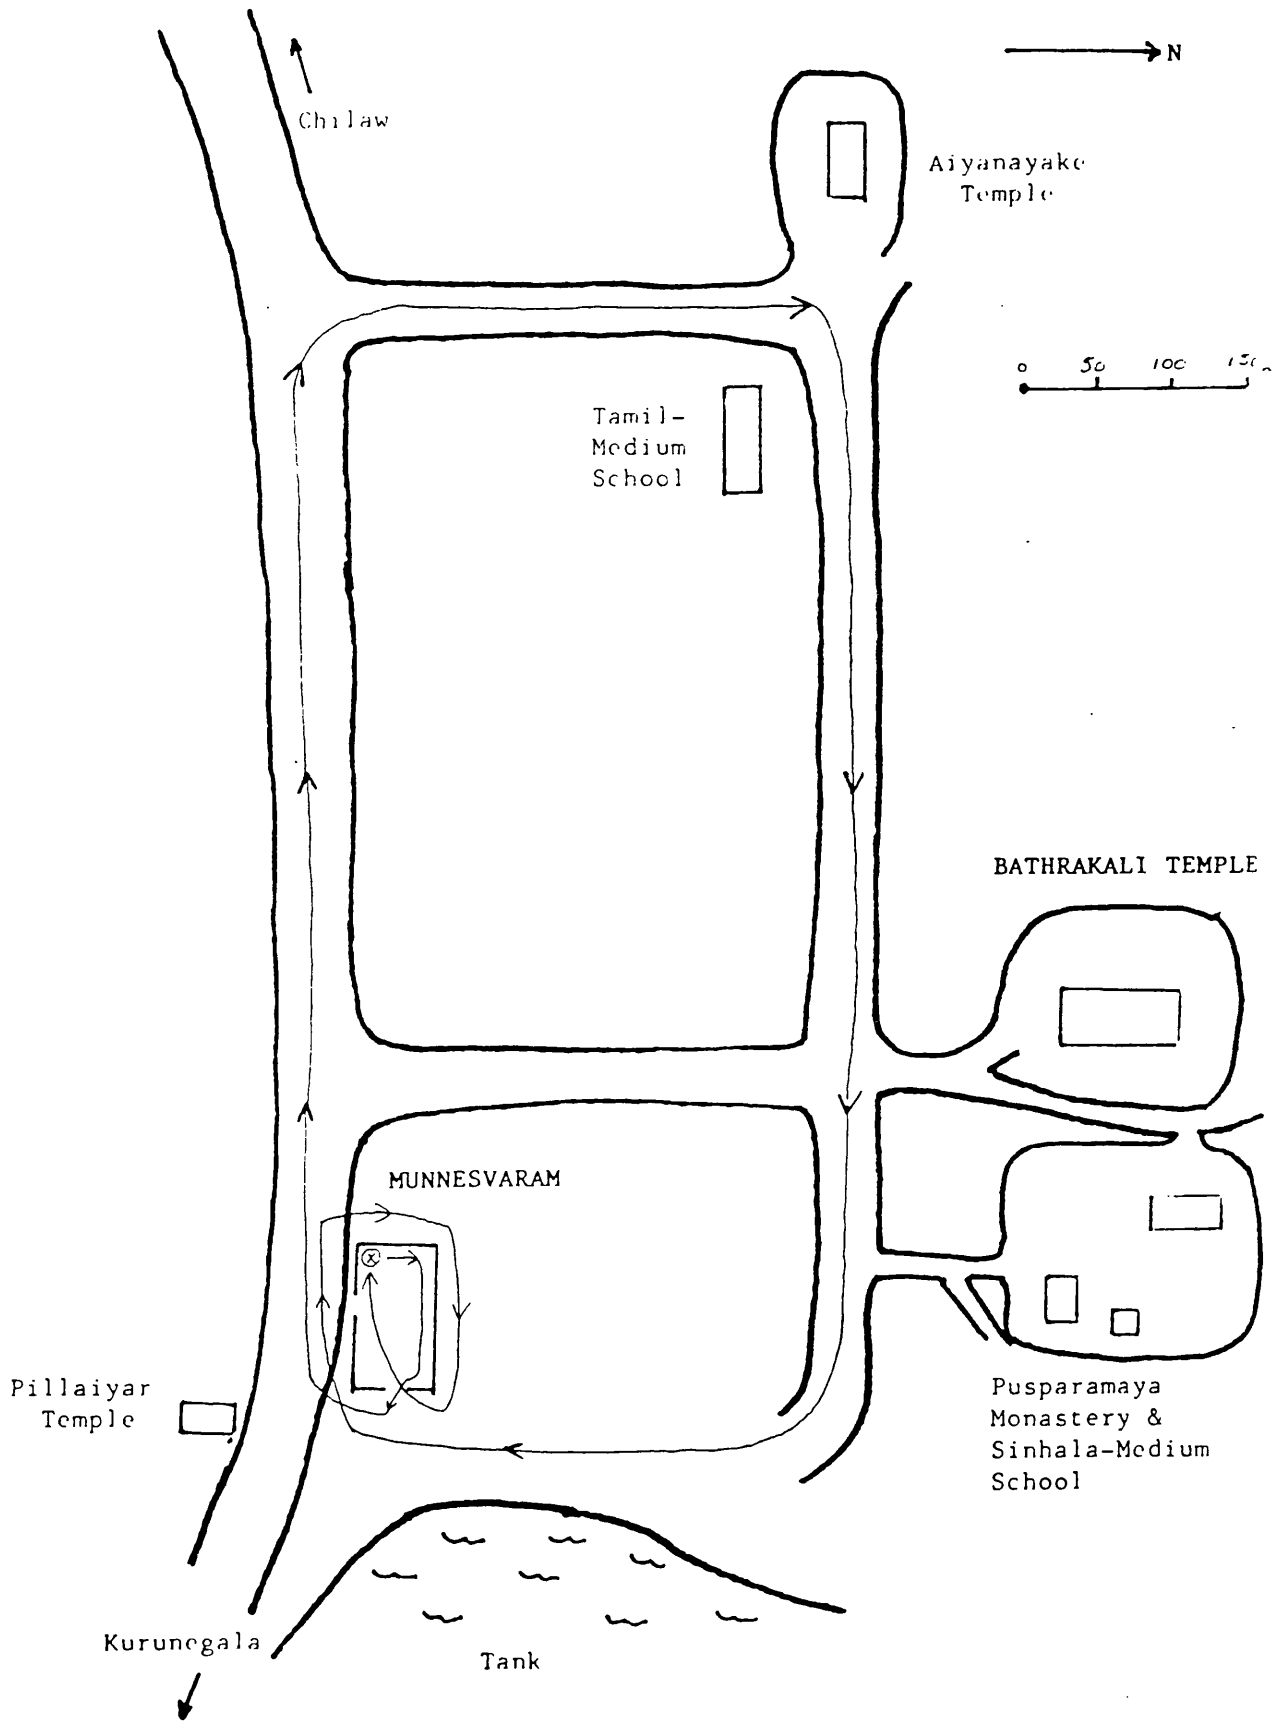 N
Chilaw
Aiyanayake
Temple
0 50 100
Tamil-
Medium
School
BATHRAKALI TEMPLE
MUNNESVARAM
x
Pillaiyar
Temple
Pusparamaya
Monastery &
Sinhala-Medium
School
Kurunegala
Tank